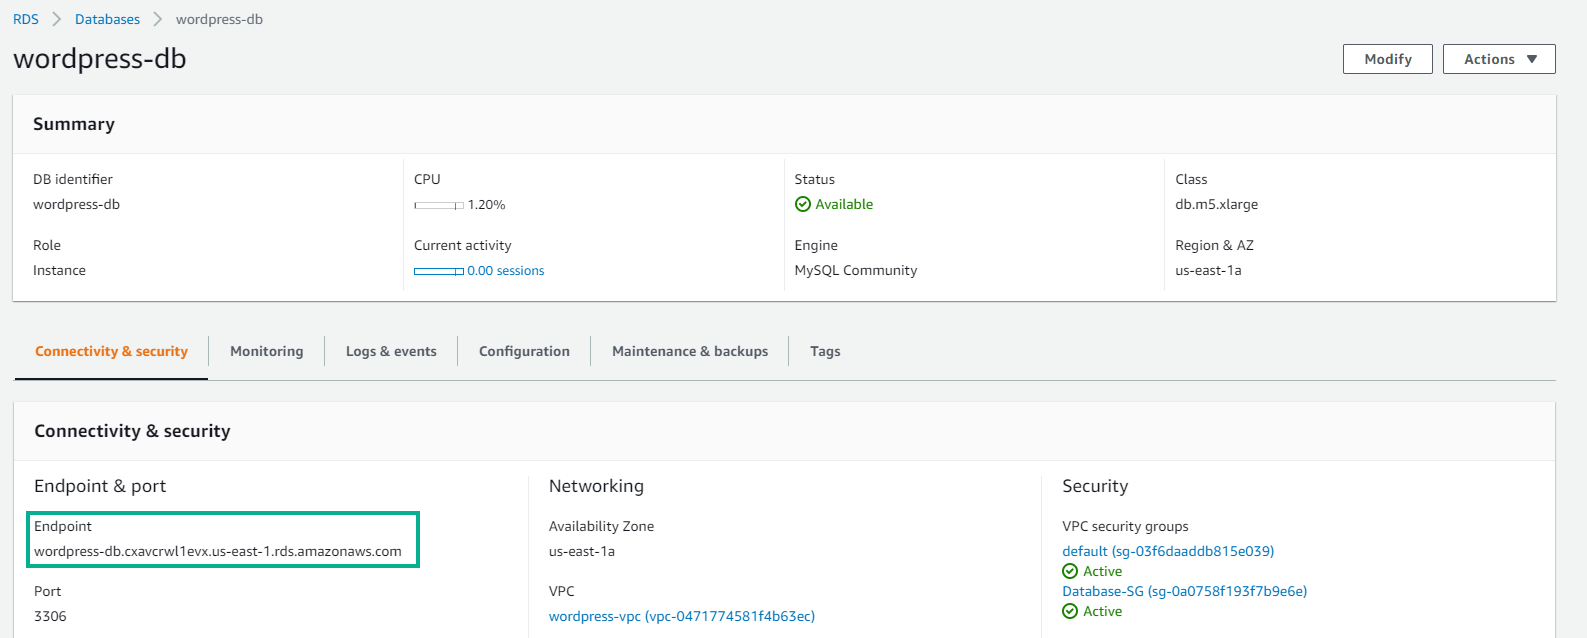 RDS > Databases > wordpress-db
wordpress-db
Modify
Actions
Summary
DB identifier
wordpress-db
CPU
1.20%
Status
Available
Class
db.m5.xlarge
Role
Instance
Current activity
0.00 sessions
Engine
MySQL Community
Region & AZ
us-east-1a
Connectivity & security
Monitoring
Logs & events
Configuration
Maintenance & backups
Tags
Connectivity & security
Endpoint & port
Endpoint
wordpress-db.cxavcrwl1evx.us-east-1.rds.amazonaws.com
Port
3306
Networking
Availability Zone
us-east-1a
VPC
wordpress-vpc (vpc-0471774581f4b63ec)
Security
VPC security groups
default (sg-03f6daaddb815e039)
Active
Database-SG (sg-0a0758f193f7b9e6e)
Active